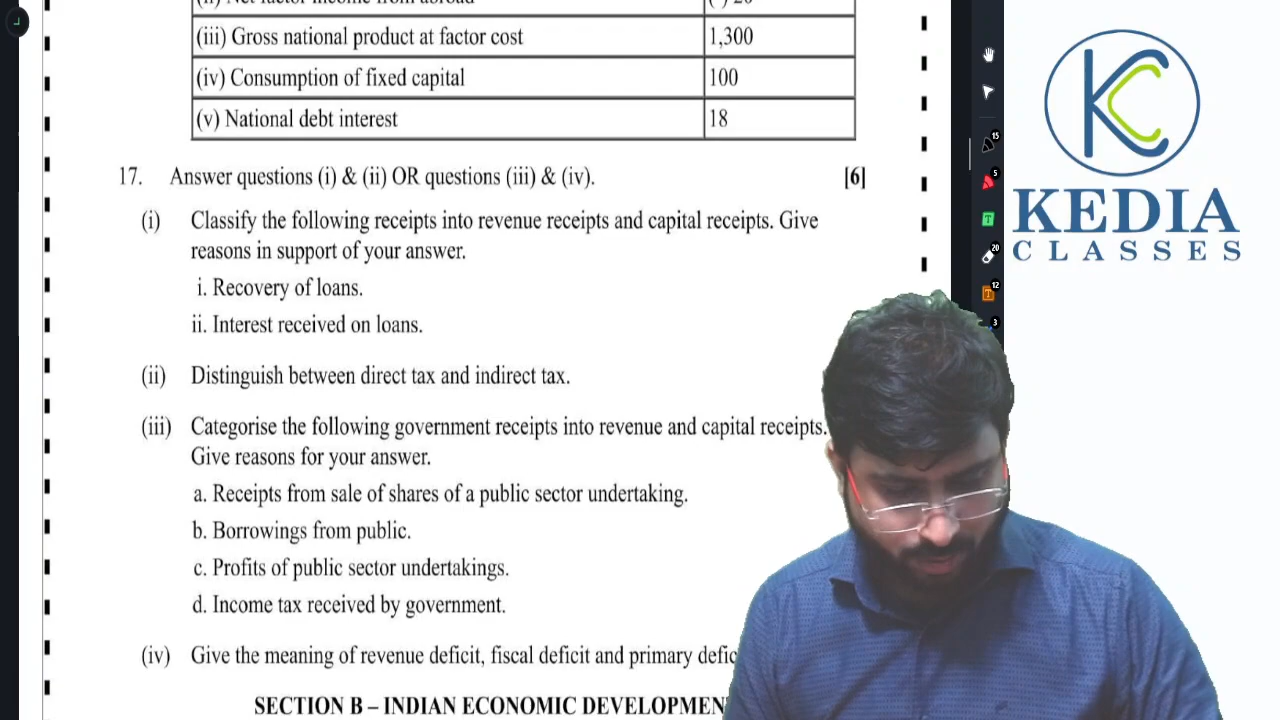 (iii) Gross national product at factor cost 1,300
(iv) Consumption of fixed capital 100
(v) National debt interest 18
17. Answer questions (i) & (ii) OR questions (iii) & (iv). [6]
(i) Classify the following receipts into revenue receipts and capital receipts. Give
reasons in support of your answer.
i. Recovery of loans.
ii. Interest received on loans.
(ii) Distinguish between direct tax and indirect tax.
(iii) Categorise the following government receipts into revenue and capital receipts.
Give reasons for your answer.
a. Receipts from sale of shares of a public sector undertaking.
b. Borrowings from public.
c. Profits of public sector undertakings.
d. Income tax received by government.
(iv) Give the meaning of revenue deficit, fiscal deficit and primary
SECTION B – INDIAN ECONOMIC
15
5
T
20
12
T
3
KC
KEDIA
CLASSES